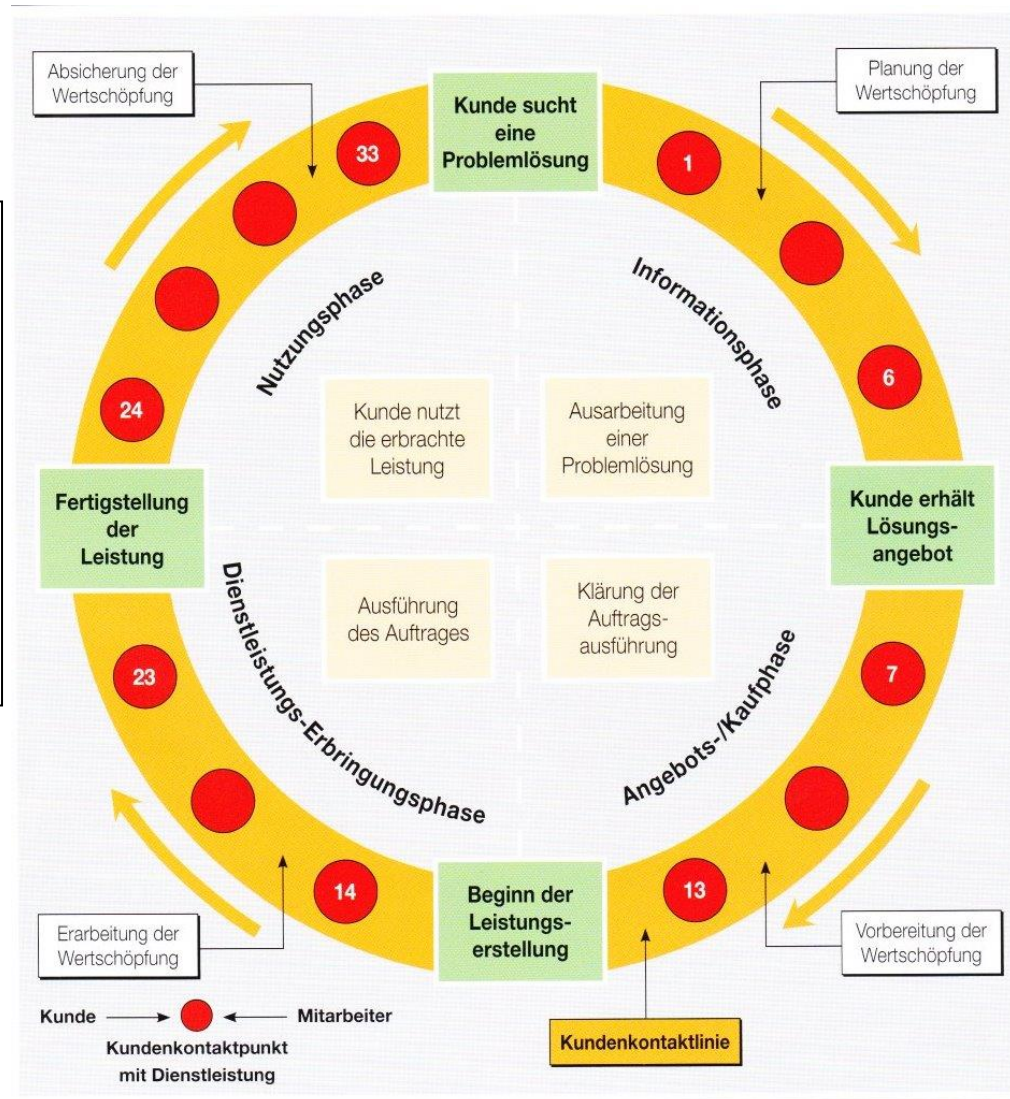 Absicherung der
Wertschöpfung
Kunde sucht
eine
Problemlösung
Planung der
Wertschöpfung
33
1
6
24
Nutzungsphase
Informationsphase
Kunde nutzt
die erbrachte
Leistung
Ausarbeitung
einer
Problemlösung
Fertigstellung
der
Leistung
Kunde erhält
Lösungs-
angebot
Ausführung
des Auftrages
Klärung der
Auftrags-
ausführung
Dienstleistungs-Erbringungsphase
Angebots-/Kaufphase
23
7
14
13
Beginn der
Leistungs-
erstellung
Erarbeitung der
Wertschöpfung
Vorbereitung der
Wertschöpfung
Kunde
Mitarbeiter
Kundenkontaktpunkt
mit Dienstleistung
Kundenkontaktlinie